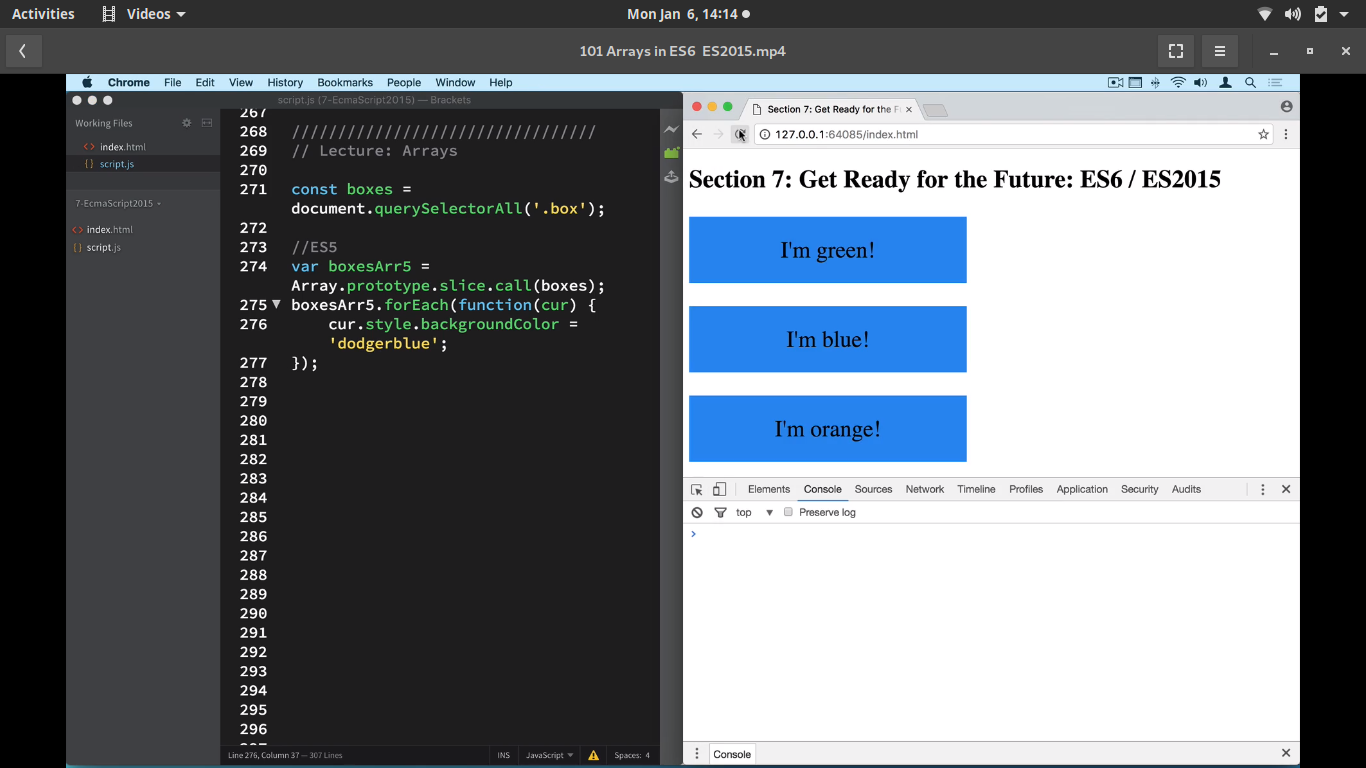 Activities
Videos
Mon Jan 6, 14:14
101 Arrays in ES6 ES2015.mp4
Chrome File Edit View History Bookmarks People Window Help
script.js (7-EcmaScript2015) — Brackets
Working Files
<> index.html
{} script.js
7-EcmaScript2015
<> index.html
{} script.js
267
268 /////////////////////////////////
269 // Lecture: Arrays
270
271 const boxes =
document.querySelectorAll('.box');
272
273 //ES5
274 var boxesArr5 =
Array.prototype.slice.call(boxes);
275 boxesArr5.forEach(function(cur) {
276 cur.style.backgroundColor =
'dodgerblue';
277 });
278
279
280
281
282
283
284
285
286
287
288
289
290
291
292
293
294
295
296
Line 276, Column 37 — 307 Lines
INS JavaScript Spaces: 4
Section 7: Get Ready for the F
127.0.0.1:64085/index.html
Section 7: Get Ready for the Future: ES6 / ES2015
I'm green!
I'm blue!
I'm orange!
Elements Console Sources Network Timeline Profiles Application Security Audits
top Preserve log
Console